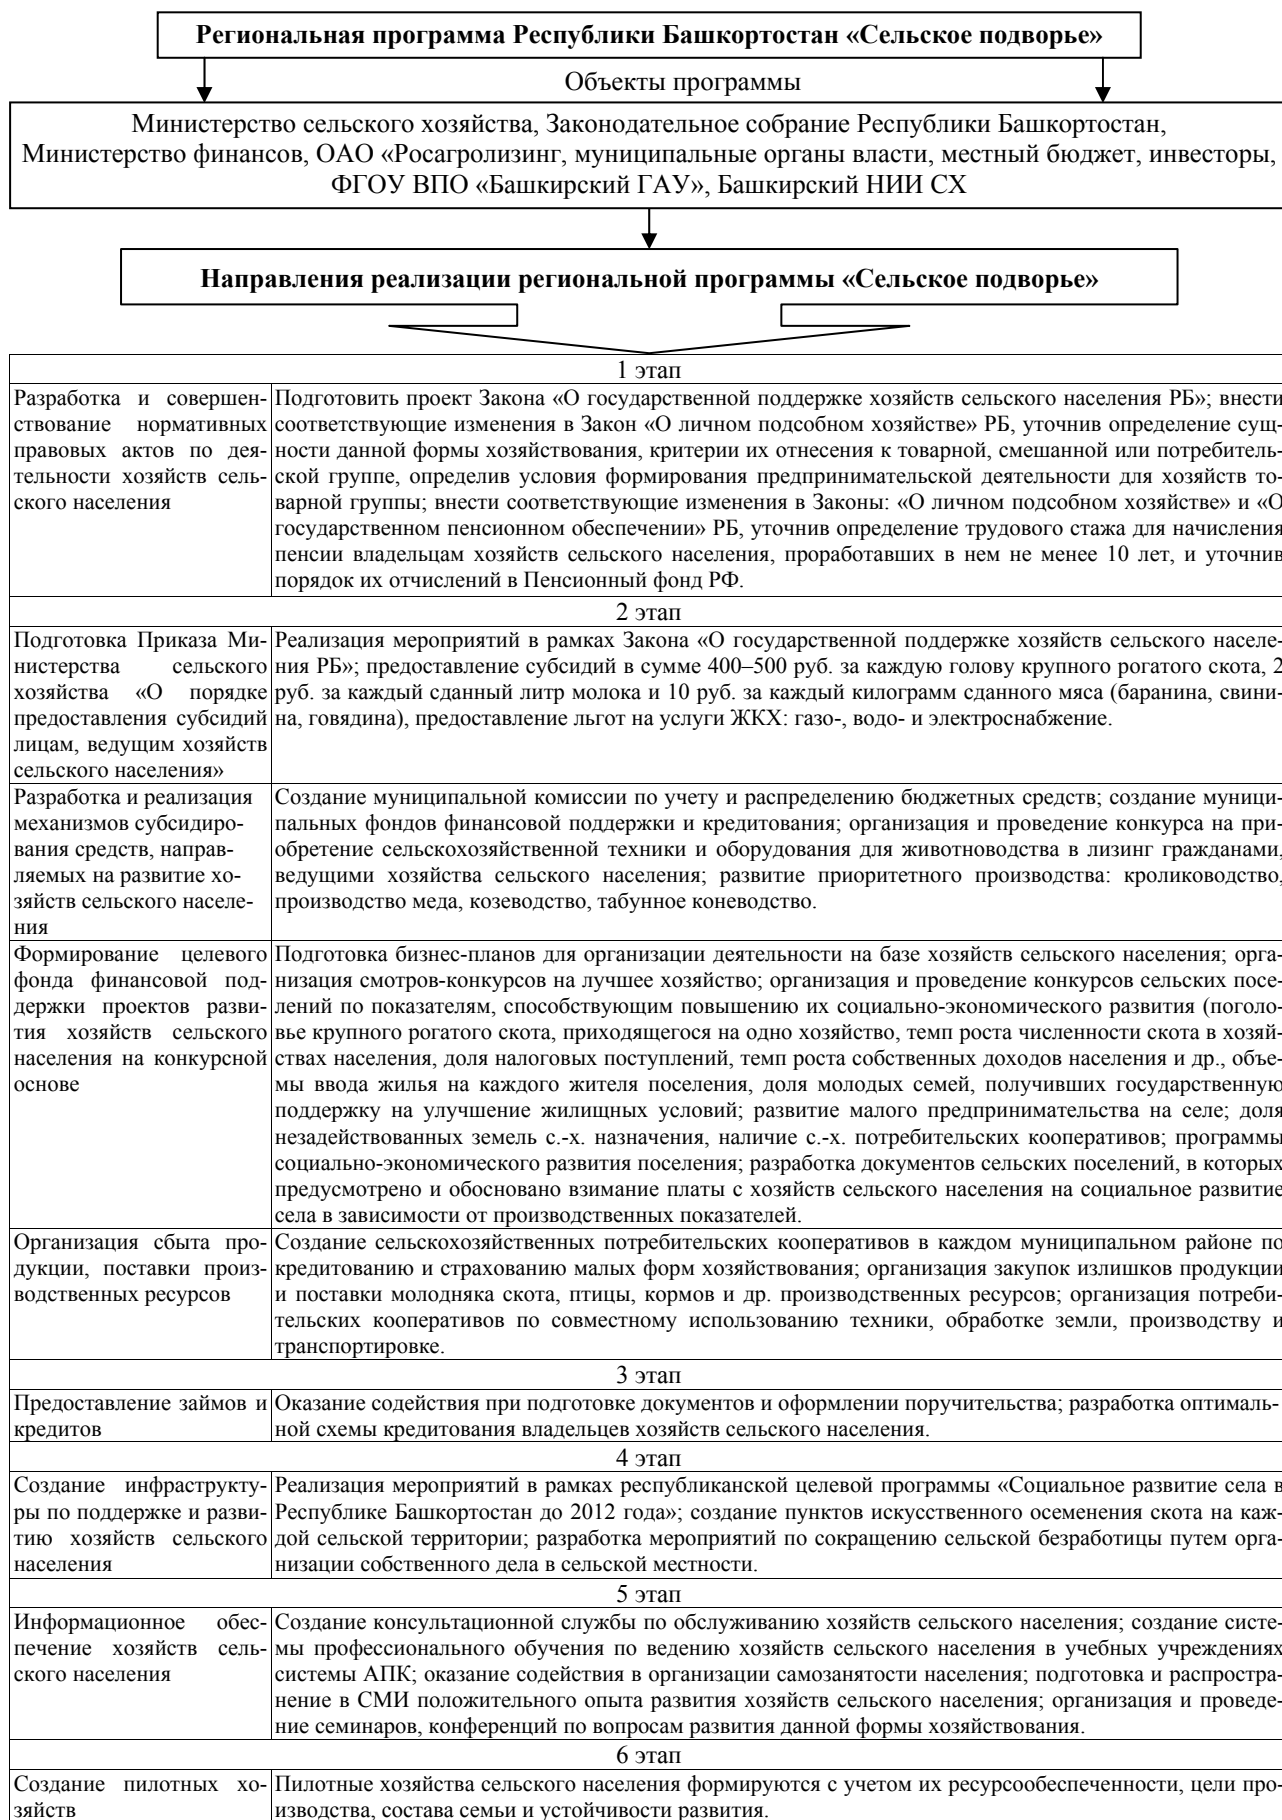 Региональная программа Республики Башкортостан «Сельское подворье»
Объекты программы
Министерство сельского хозяйства, Законодательное собрание Республики Башкортостан,
Министерство финансов, ОАО «Росагролизинг, муниципальные органы власти, местный бюджет, инвесторы,
ФГОУ ВПО «Башкирский ГАУ», Башкирский НИИ СХ
Направления реализации региональной программы «Сельское подворье»
1 этап
Разработка и совершен-
ствование нормативных
правовых актов по дея-
тельности хозяйств сель-
ского населения
Подготовить проект Закона «О государственной поддержке хозяйств сельского населения РБ»; внести
соответствующие изменения в Закон «О личном подсобном хозяйстве» РБ, уточнив определение сущ-
ности данной формы хозяйствования, критерии их отнесения к товарной, смешанной или потребитель-
ской группе, определив условия формирования предпринимательской деятельности для хозяйств то-
варной группы; внести соответствующие изменения в Законы: «О личном подсобном хозяйстве» и «О
государственном пенсионном обеспечении» РБ, уточнив определение трудового стажа для начисления
пенсии владельцам хозяйств сельского населения, проработавших в нем не менее 10 лет, и уточнив
порядок их отчислений в Пенсионный фонд РФ.
2 этап
Подготовка Приказа Ми-
нистерства сельского
хозяйства «О порядке
предоставления субсидий
лицам, ведущим хозяйств
сельского населения»
Реализация мероприятий в рамках Закона «О государственной поддержке хозяйств сельского населе-
ния РБ»; предоставление субсидий в сумме 400–500 руб. за каждую голову крупного рогатого скота, 2
руб. за каждый сданный литр молока и 10 руб. за каждый килограмм сданного мяса (баранина, свини-
на, говядина), предоставление льгот на услуги ЖКХ: газо-, водо- и электроснабжение.
Разработка и реализация
механизмов субсидиро-
вания средств, направ-
ляемых на развитие хо-
зяйств сельского населе-
ния
Создание муниципальной комиссии по учету и распределению бюджетных средств; создание муници-
пальных фондов финансовой поддержки и кредитования; организация и проведение конкурса на при-
обретение сельскохозяйственной техники и оборудования для животноводства в лизинг гражданами,
ведущими хозяйства сельского населения; развитие приоритетного производства: кролиководство,
производство меда, козеводство, табунное коневодство.
Формирование целевого
фонда финансовой под-
держки проектов разви-
тия хозяйств сельского
населения на конкурсной
основе
Подготовка бизнес-планов для организации деятельности на базе хозяйств сельского населения; орга-
низация смотров-конкурсов на лучшее хозяйство; организация и проведение конкурсов сельских посе-
лений по показателям, способствующим повышению их социально-экономического развития (поголо-
вье крупного рогатого скота, приходящегося на одно хозяйство, темп роста численности скота в хозяй-
ствах населения, доля налоговых поступлений, темп роста собственных доходов населения и др., объе-
мы ввода жилья на каждого жителя поселения, доля молодых семей, получивших государственную
поддержку на улучшение жилищных условий; развитие малого предпринимательства на селе; доля
незадействованных земель с.-х. назначения, наличие с.-х. потребительских кооперативов; программы
социально-экономического развития поселения; разработка документов сельских поселений, в которых
предусмотрено и обосновано взимание платы с хозяйств сельского населения на социальное развитие
села в зависимости от производственных показателей.
Организация сбыта про-
дукции, поставки произ-
водственных ресурсов
Создание сельскохозяйственных потребительских кооперативов в каждом муниципальном районе по
кредитованию и страхованию малых форм хозяйствования; организация закупок излишков продукции
и поставки молодняка скота, птицы, кормов и др. производственных ресурсов; организация потреби-
тельских кооперативов по совместному использованию техники, обработке земли, производству и
транспортировке.
3 этап
Предоставление займов и
кредитов
Оказание содействия при подготовке документов и оформлении поручительства; разработка оптималь-
ной схемы кредитования владельцев хозяйств сельского населения.
4 этап
Создание инфраструкту-
ры по поддержке и разви-
тию хозяйств сельского
населения
Реализация мероприятий в рамках республиканской целевой программы «Социальное развитие села в
Республике Башкортостан до 2012 года»; создание пунктов искусственного осеменения скота на каж-
дой сельской территории; разработка мероприятий по сокращению сельской безработицы путем орга-
низации собственного дела в сельской местности.
5 этап
Информационное обес-
печение хозяйств сель-
ского населения
Создание консультационной службы по обслуживанию хозяйств сельского населения; создание систе-
мы профессионального обучения по ведению хозяйств сельского населения в учебных учреждениях
системы АПК; оказание содействия в организации самозанятости населения; подготовка и распростра-
нение в СМИ положительного опыта развития хозяйств сельского населения; организация и проведе-
ние семинаров, конференций по вопросам развития данной формы хозяйствования.
6 этап
Создание пилотных хо-
зяйств
Пилотные хозяйства сельского населения формируются с учетом их ресурсообеспеченности, цели про-
изводства, состава семьи и устойчивости развития.